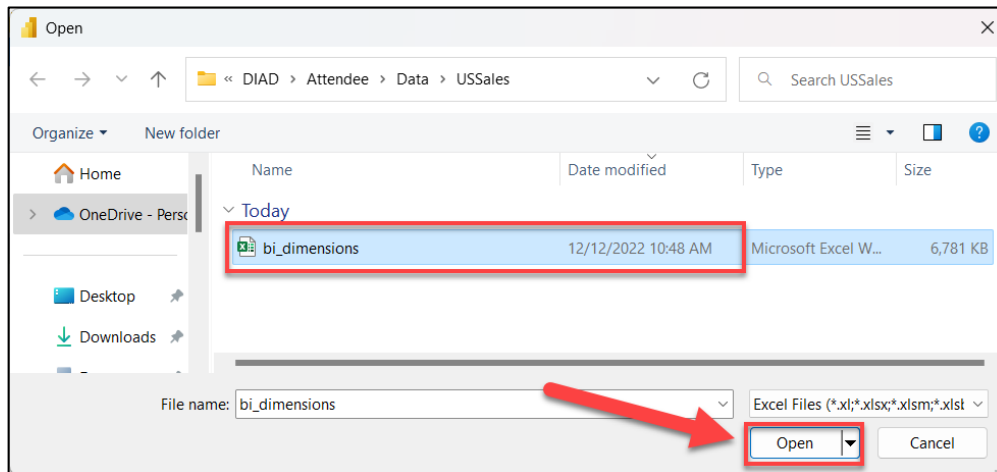 Open
« DIAD > Attendee > Data > USSales
Search USSales
Organize New folder
Home
Name Date modified Type Size
OneDrive - Pers
Today
bi_dimensions 12/12/2022 10:48 AM Microsoft Excel W... 6,781 KB
Desktop
Downloads
File name: bi_dimensions Excel Files (*.xl;*.xlsx;*.xlsm;*.xlsb
Open Cancel